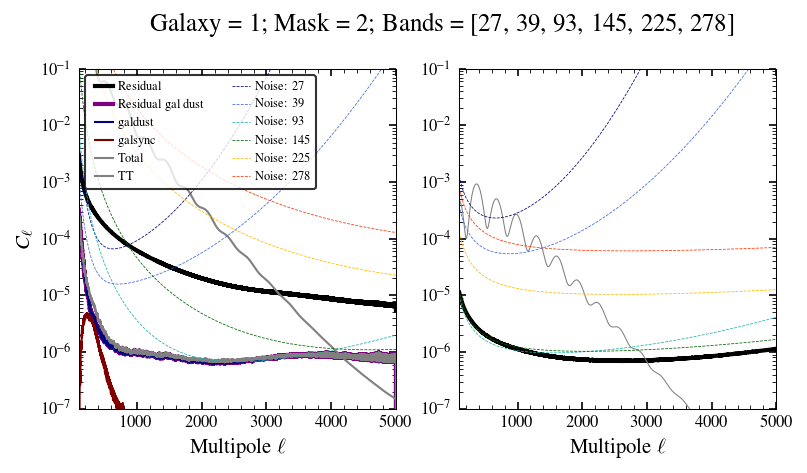 Galaxy = 1; Mask = 2; Bands = [27, 39, 93, 145, 225, 278]
10⁻¹
10⁻²
10⁻³
10⁻⁴
10⁻⁵
10⁻⁶
10⁻⁷
C_ℓ
Residual
Residual gal dust
galdust
galsync
Total
TT
Noise: 27
Noise: 39
Noise: 93
Noise: 145
Noise: 225
Noise: 278
1000 2000 3000 4000 5000
Multipole ℓ
10⁻¹
10⁻²
10⁻³
10⁻⁴
10⁻⁵
10⁻⁶
10⁻⁷
1000 2000 3000 4000 5000
Multipole ℓ